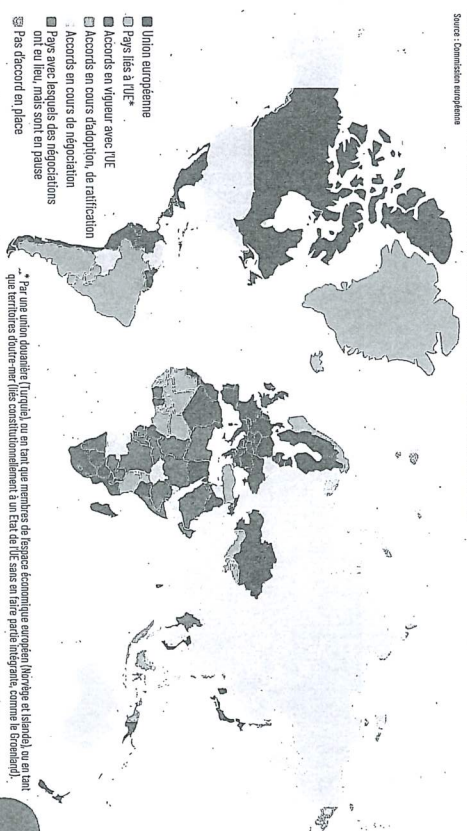 Source : Commission européenne
Union européenne
Pays liés à l'UE*
Accords en vigueur avec l'UE
Accords en cours d'adoption, de ratification
Accords en cours de négociation
Pays avec lesquels des négociations
ont eu lieu, mais sont en pause
Pas d'accord en place
* Par une union douanière (Turquie), ou en tant que membres de l'espace économique européen (Norvège et Islande), ou en tant
que territoires d'outre-mer (liés constitutionnellement à un Etat de l'UE sans en faire partie intégrante, comme le Groenland).